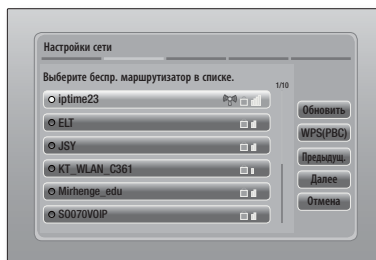 Настройки сети
Выберите беспр. маршрутизатор в списке.
1/10
iptime23
ELT
JSY
KT_WLAN_C361
Mirhenge_edu
SO070VOIP
Обновить
WPS(PBC)
Предыдущ.
Далее
Отмена